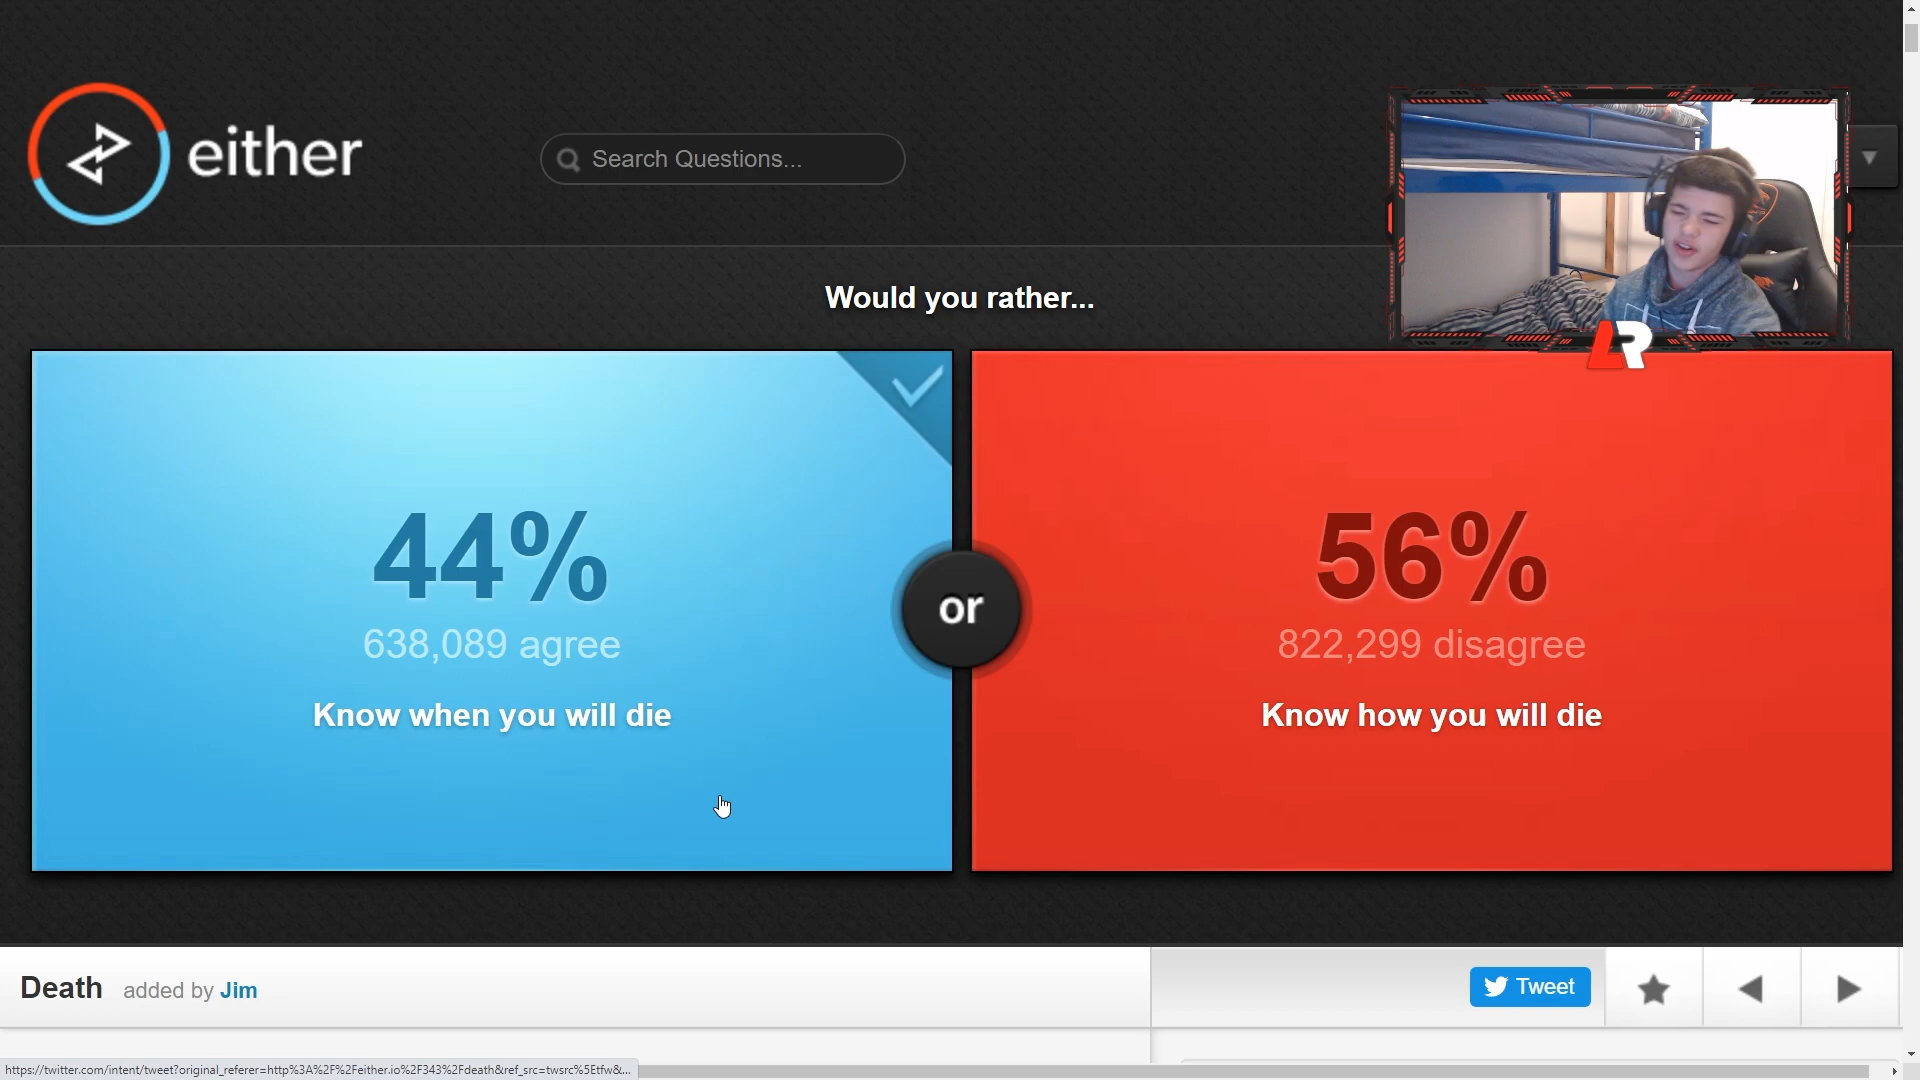 either
Search Questions...
Would you rather...
LR
44%
638,089 agree
Know when you will die
or
56%
822,299 disagree
Know how you will die
Death added by Jim
Tweet
https://twitter.com/intent/tweet?original_referer=http%3A%2F%2Feither.io%2F343%2Fdeath&ref_src=twsrc%5Etfw&...